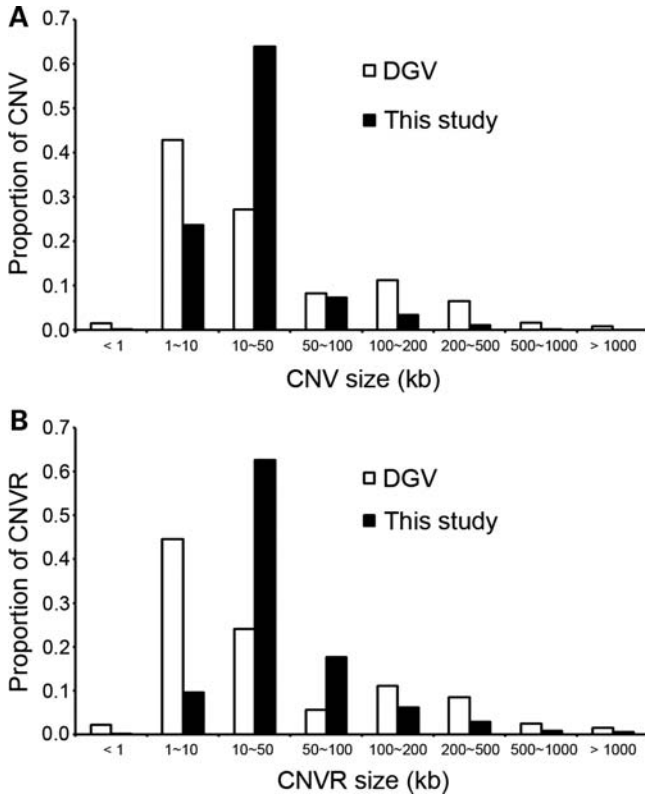 A
Proportion of CNV
0.7
0.6
0.5
0.4
0.3
0.2
0.1
0.0
DGV
This study
< 1 1~10 10~50 50~100 100~200 200~500 500~1000 > 1000
CNV size (kb)
B
Proportion of CNVR
0.7
0.6
0.5
0.4
0.3
0.2
0.1
0.0
DGV
This study
< 1 1~10 10~50 50~100 100~200 200~500 500~1000 > 1000
CNVR size (kb)